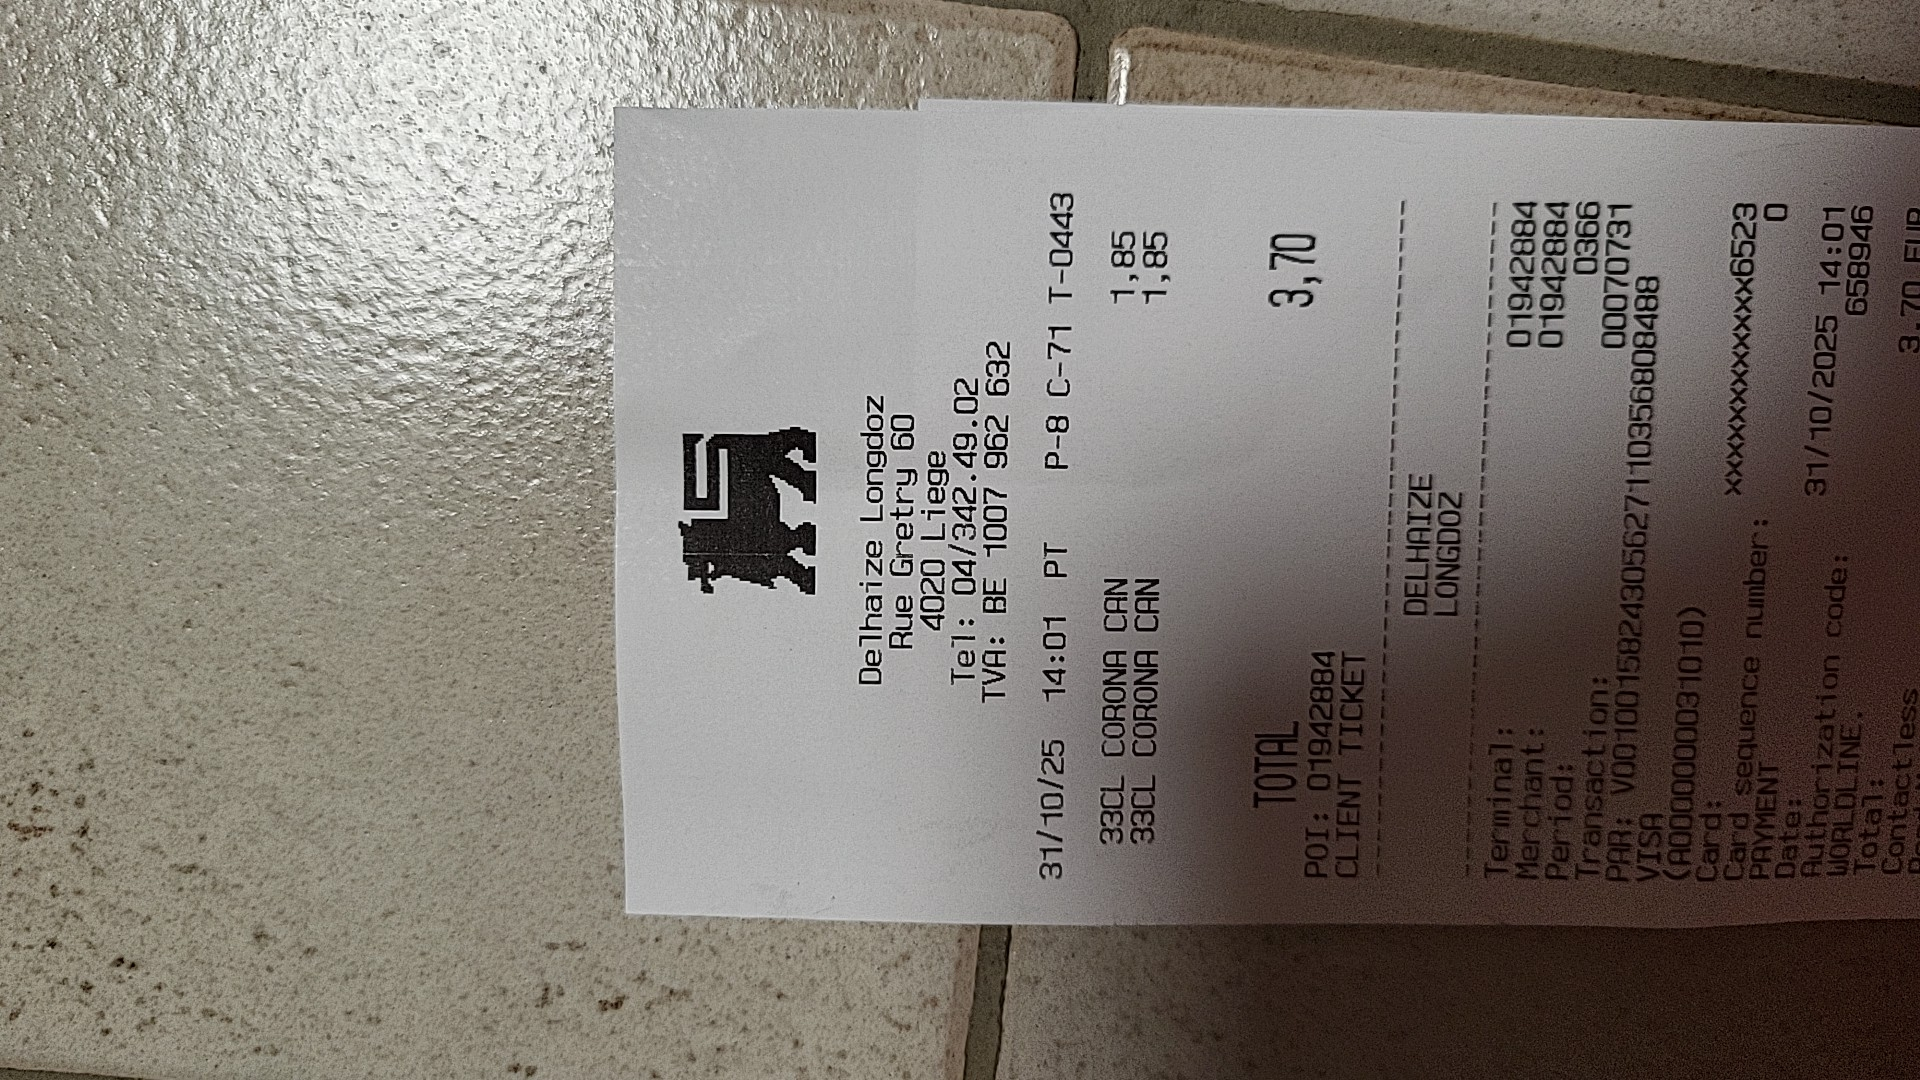 Delhaize Longdoz
Rue Gretry 60
4020 Liege
Tel: 04/342.49.02
TVA: BE 1007 962 632
31/10/25 14:01 PT P-8 C-71 T-0443
33CL CORONA CAN 1,85
33CL CORONA CAN 1,85
TOTAL 3,70
POI: 01942884
CLIENT TICKET
DELHAIZE
LONGDOZ
Terminal: 01942884
Merchant: 01942884
Period: 0366
Transaction: 00070731
PAR: V0010015824305627110356808488
VISA
(A0000000031010)
Card: xxxxxxxxxxxx6523
Card sequence number: 0
PAYMENT
Date: 31/10/2025 14:01
Authorization code: 658946
WORLDLINE.
Total: 3,70 EUR
Contactless